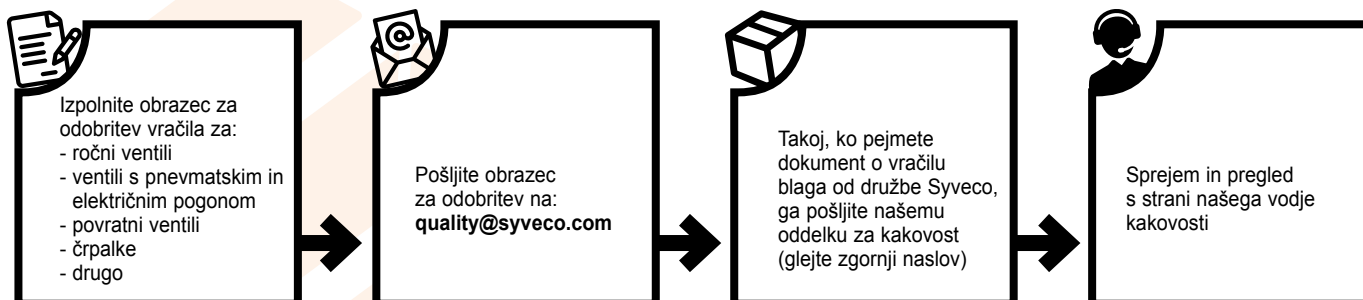 Izpolnite obrazec za
odobritev vračila za:
- ročni ventili
- ventili s pnevmatskim in
električnim pogonom
- povratni ventili
- črpalke
- drugo
Pošljite obrazec
za odobritev na:
quality@syveco.com
Takoj, ko pejmete
dokument o vračilu
blaga od družbe Syveco,
ga pošljite našemu
oddelku za kakovost
(glejte zgornji naslov)
Sprejem in pregled
s strani našega vodje
kakovosti